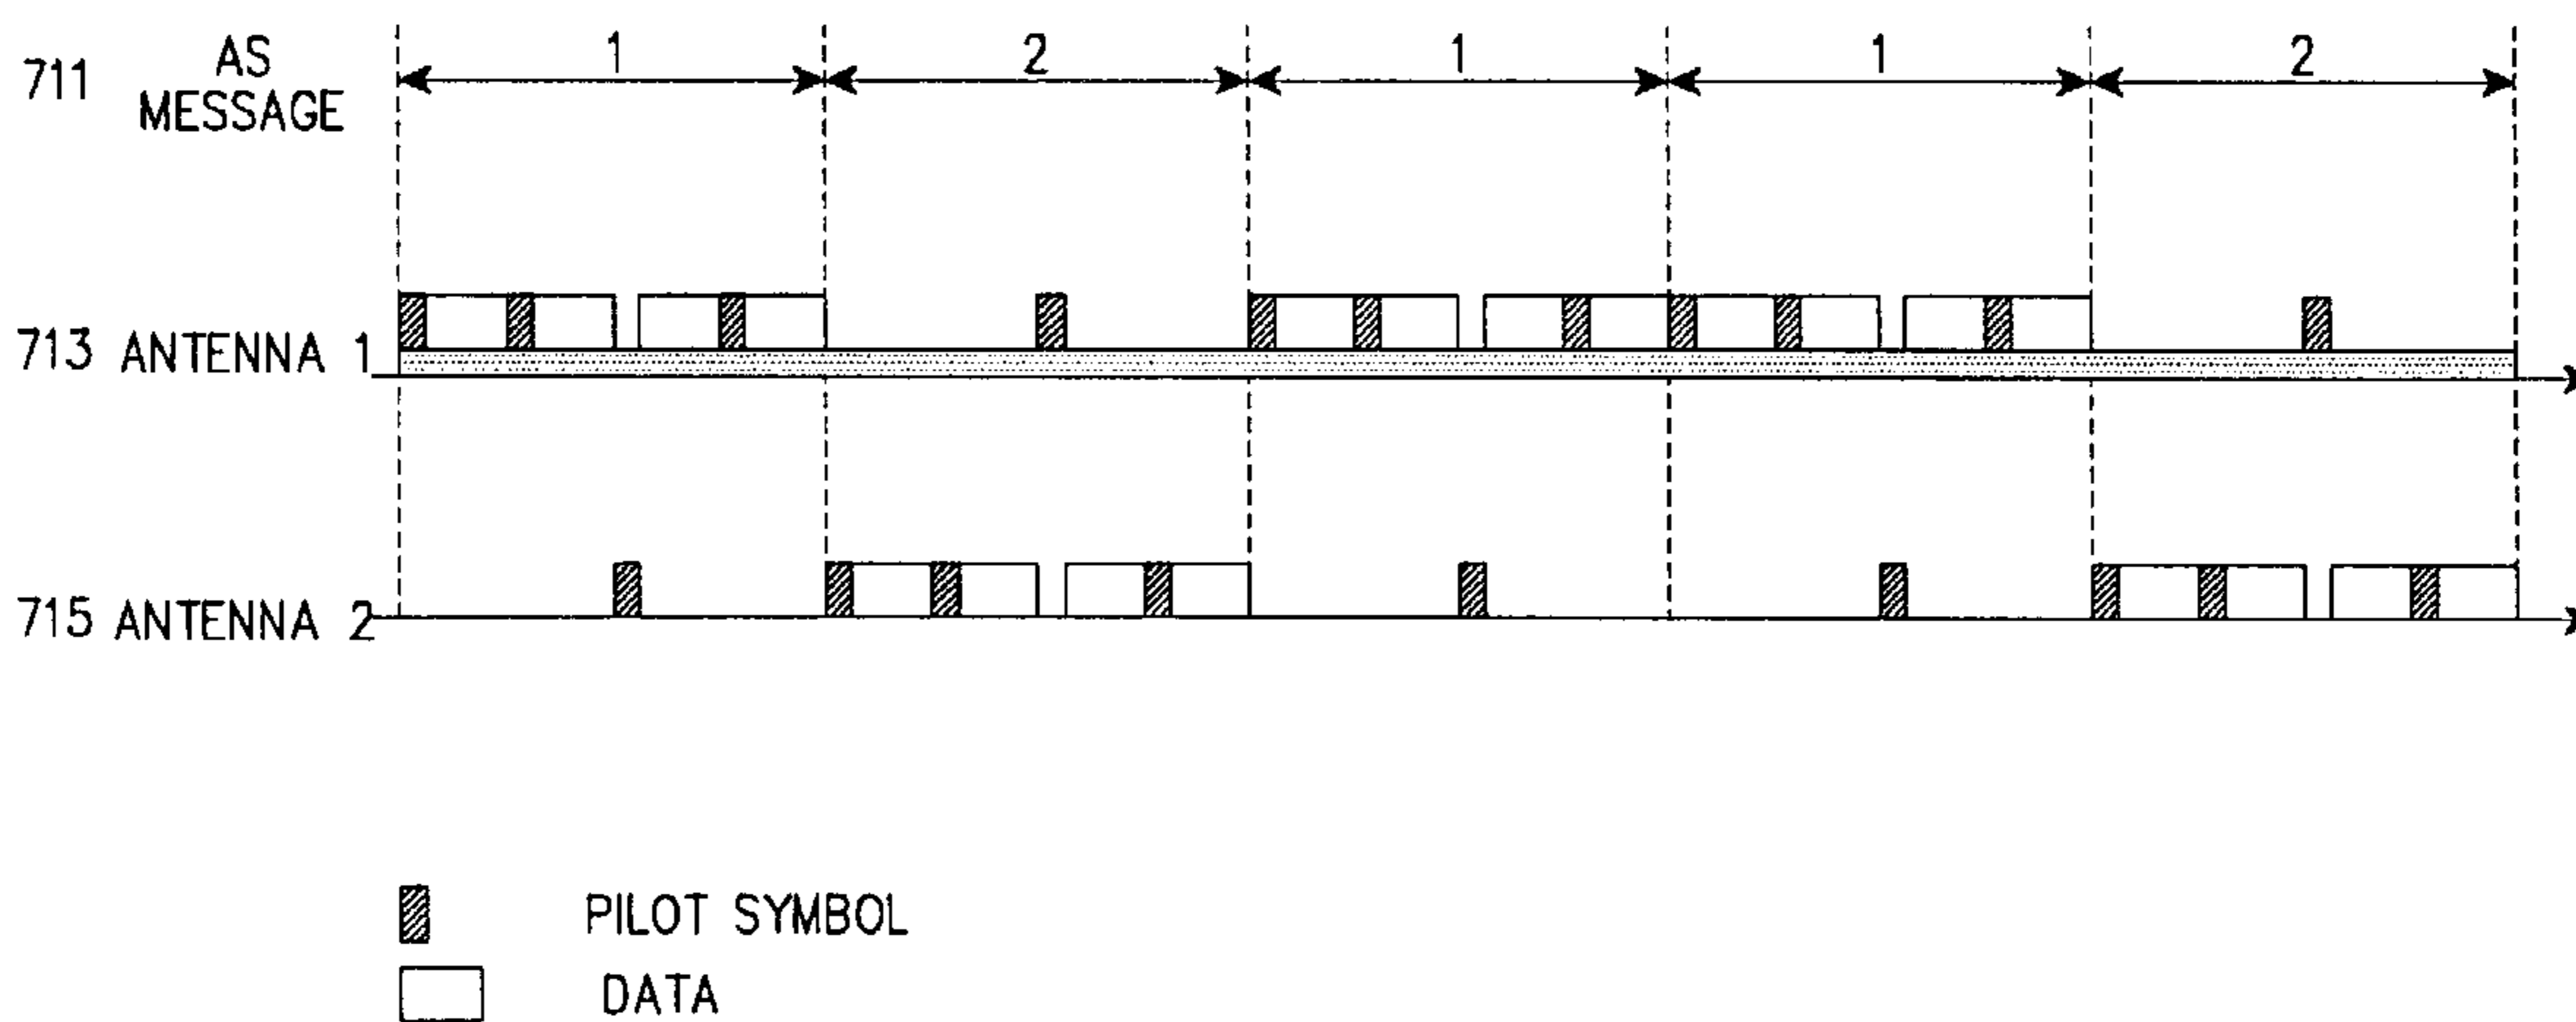 711 AS MESSAGE 1 2 1 1 2
713 ANTENNA 1
715 ANTENNA 2
PILOT SYMBOL
DATA